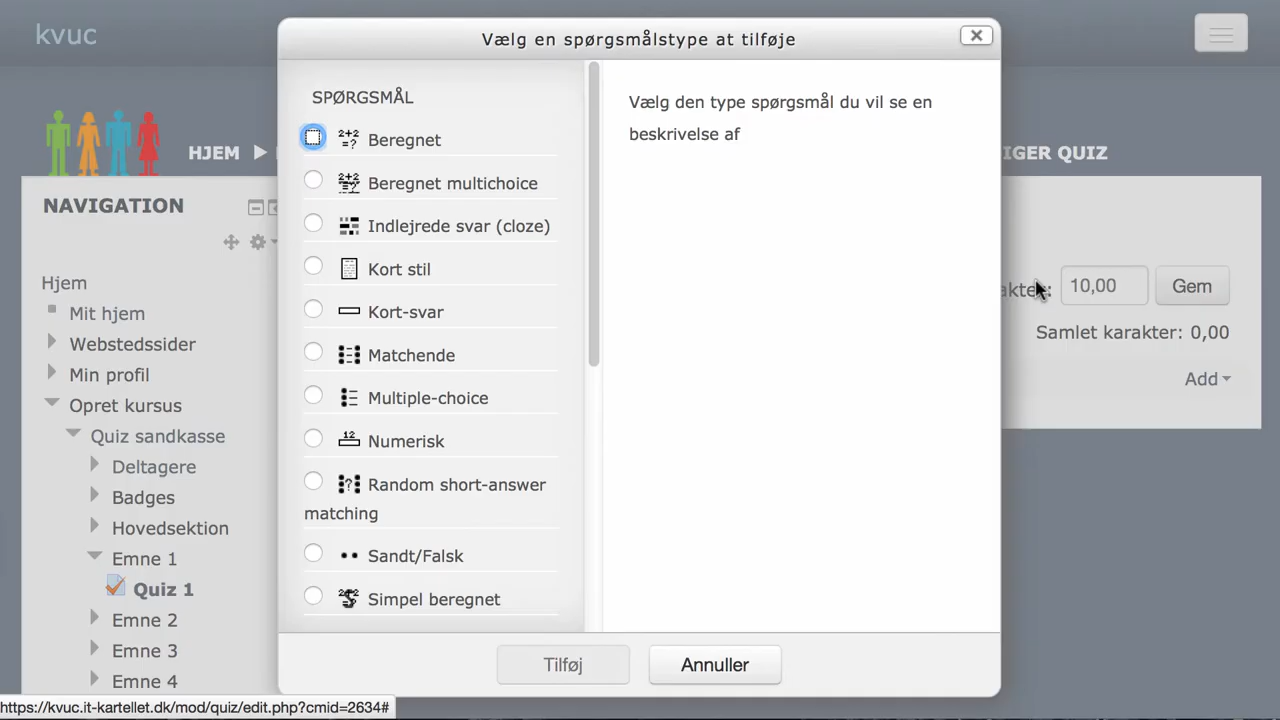 kvuc
Vælg en spørgsmålstype at tilføje
SPØRGSMÅL
Beregnet
Beregnet multichoice
Indlejrede svar (cloze)
Kort stil
Kort-svar
Matchende
Multiple-choice
Numerisk
Random short-answer
matching
Sandt/Falsk
Simpel beregnet
Vælg den type spørgsmål du vil se en
beskrivelse af
Tilføj
Annuller
HJEM
IGER QUIZ
NAVIGATION
Hjem
Mit hjem
Webstedssider
Min profil
Opret kursus
Quiz sandkasse
Deltagere
Badges
Hovedsektion
Emne 1
Quiz 1
Emne 2
Emne 3
Emne 4
10,00
Gem
Samlet karakter: 0,00
Add
https://kvuc.it-kartellet.dk/mod/quiz/edit.php?cmid=2634#